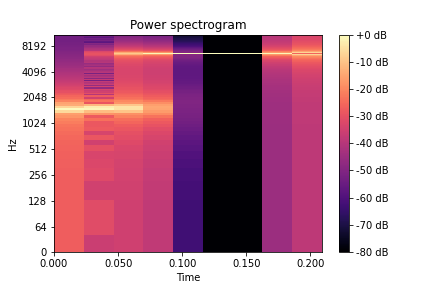 Power spectrogram
8192
4096
2048
1024
512
256
128
64
0
Hz
0.000 0.050 0.100 0.150 0.200
Time
+0 dB
-10 dB
-20 dB
-30 dB
-40 dB
-50 dB
-60 dB
-70 dB
-80 dB